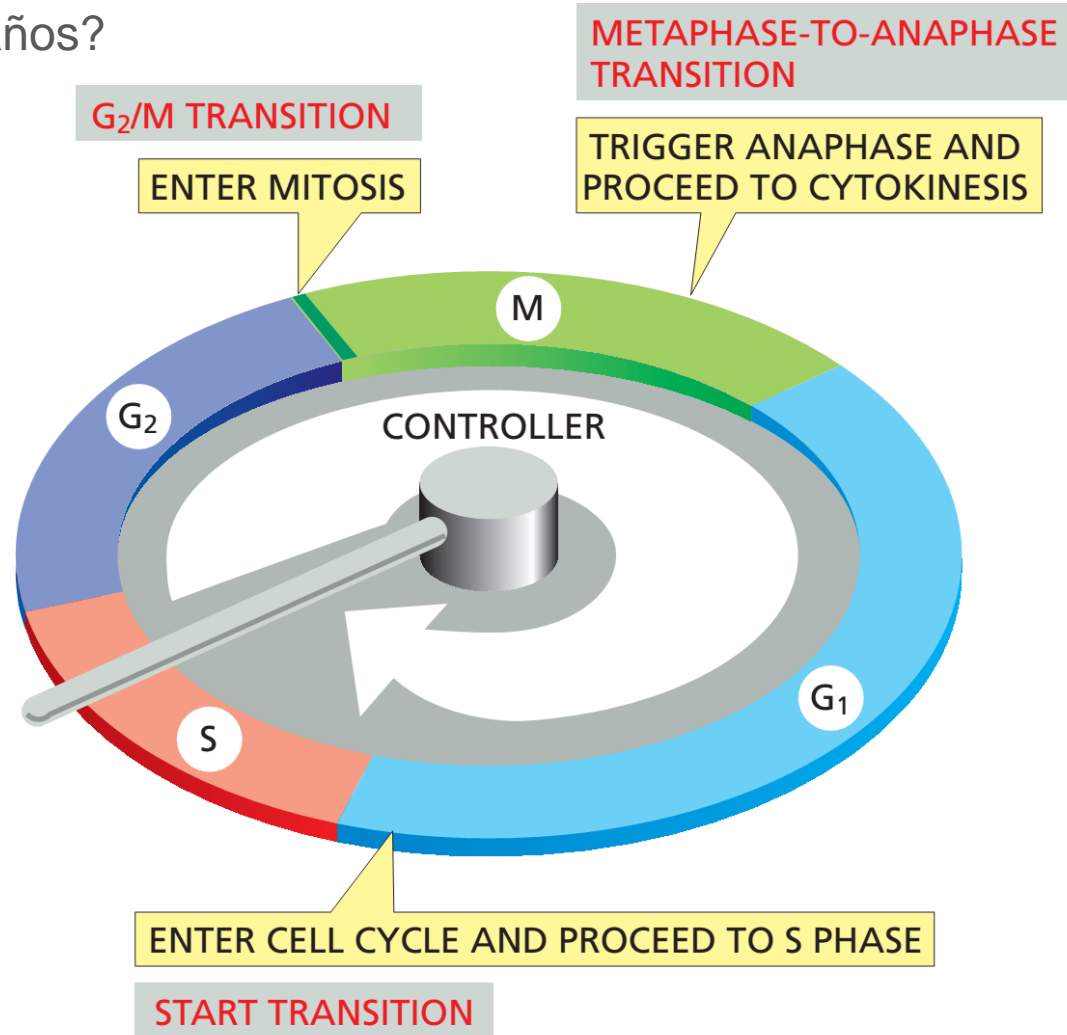 ños?
METAPHASE-TO-ANAPHASE
TRANSITION
G₂/M TRANSITION
TRIGGER ANAPHASE AND
PROCEED TO CYTOKINESIS
ENTER MITOSIS
M
G₂
CONTROLLER
G₁
S
ENTER CELL CYCLE AND PROCEED TO S PHASE
START TRANSITION